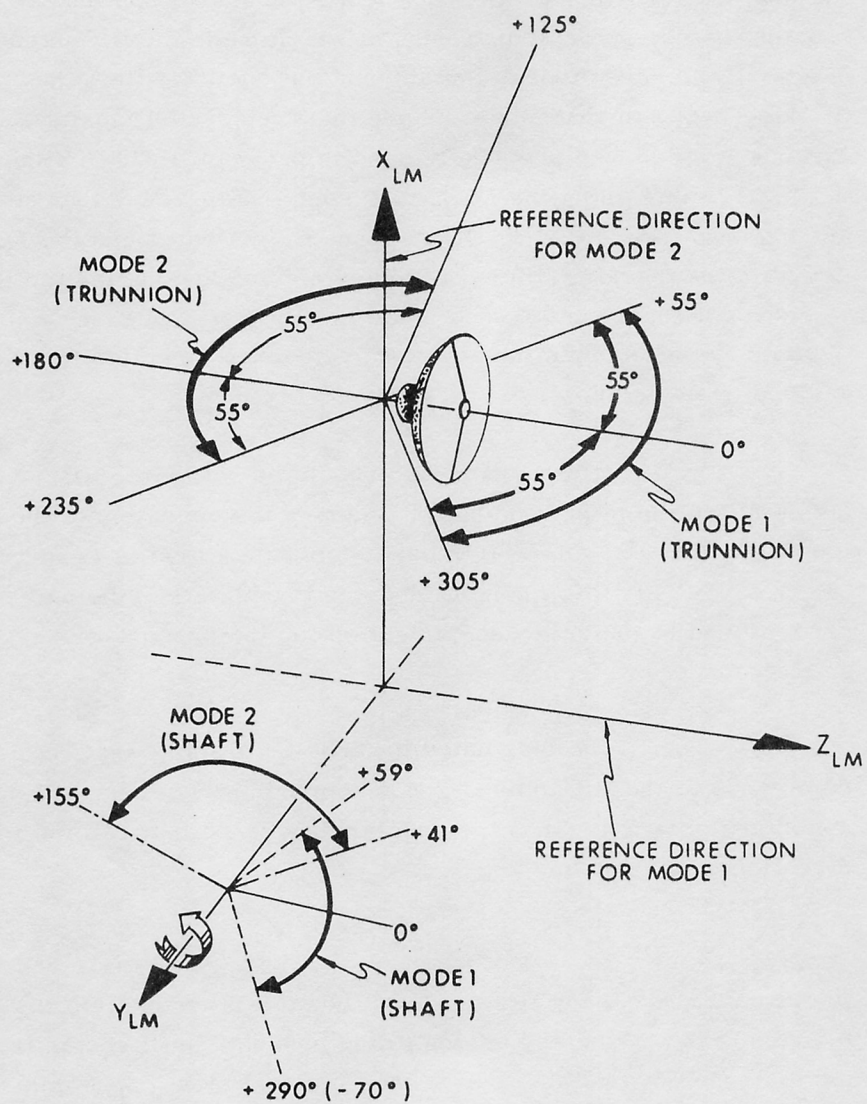 +125°
X LM
REFERENCE DIRECTION
FOR MODE 2
MODE 2
(TRUNNION)
+55°
55°
+180°
55°
55°
0°
55°
+235°
MODE 1
(TRUNNION)
+305°
MODE 2
(SHAFT)
Z LM
+59°
+155°
+41°
REFERENCE DIRECTION
FOR MODE 1
0°
MODE 1
(SHAFT)
Y LM
+290° (-70°)